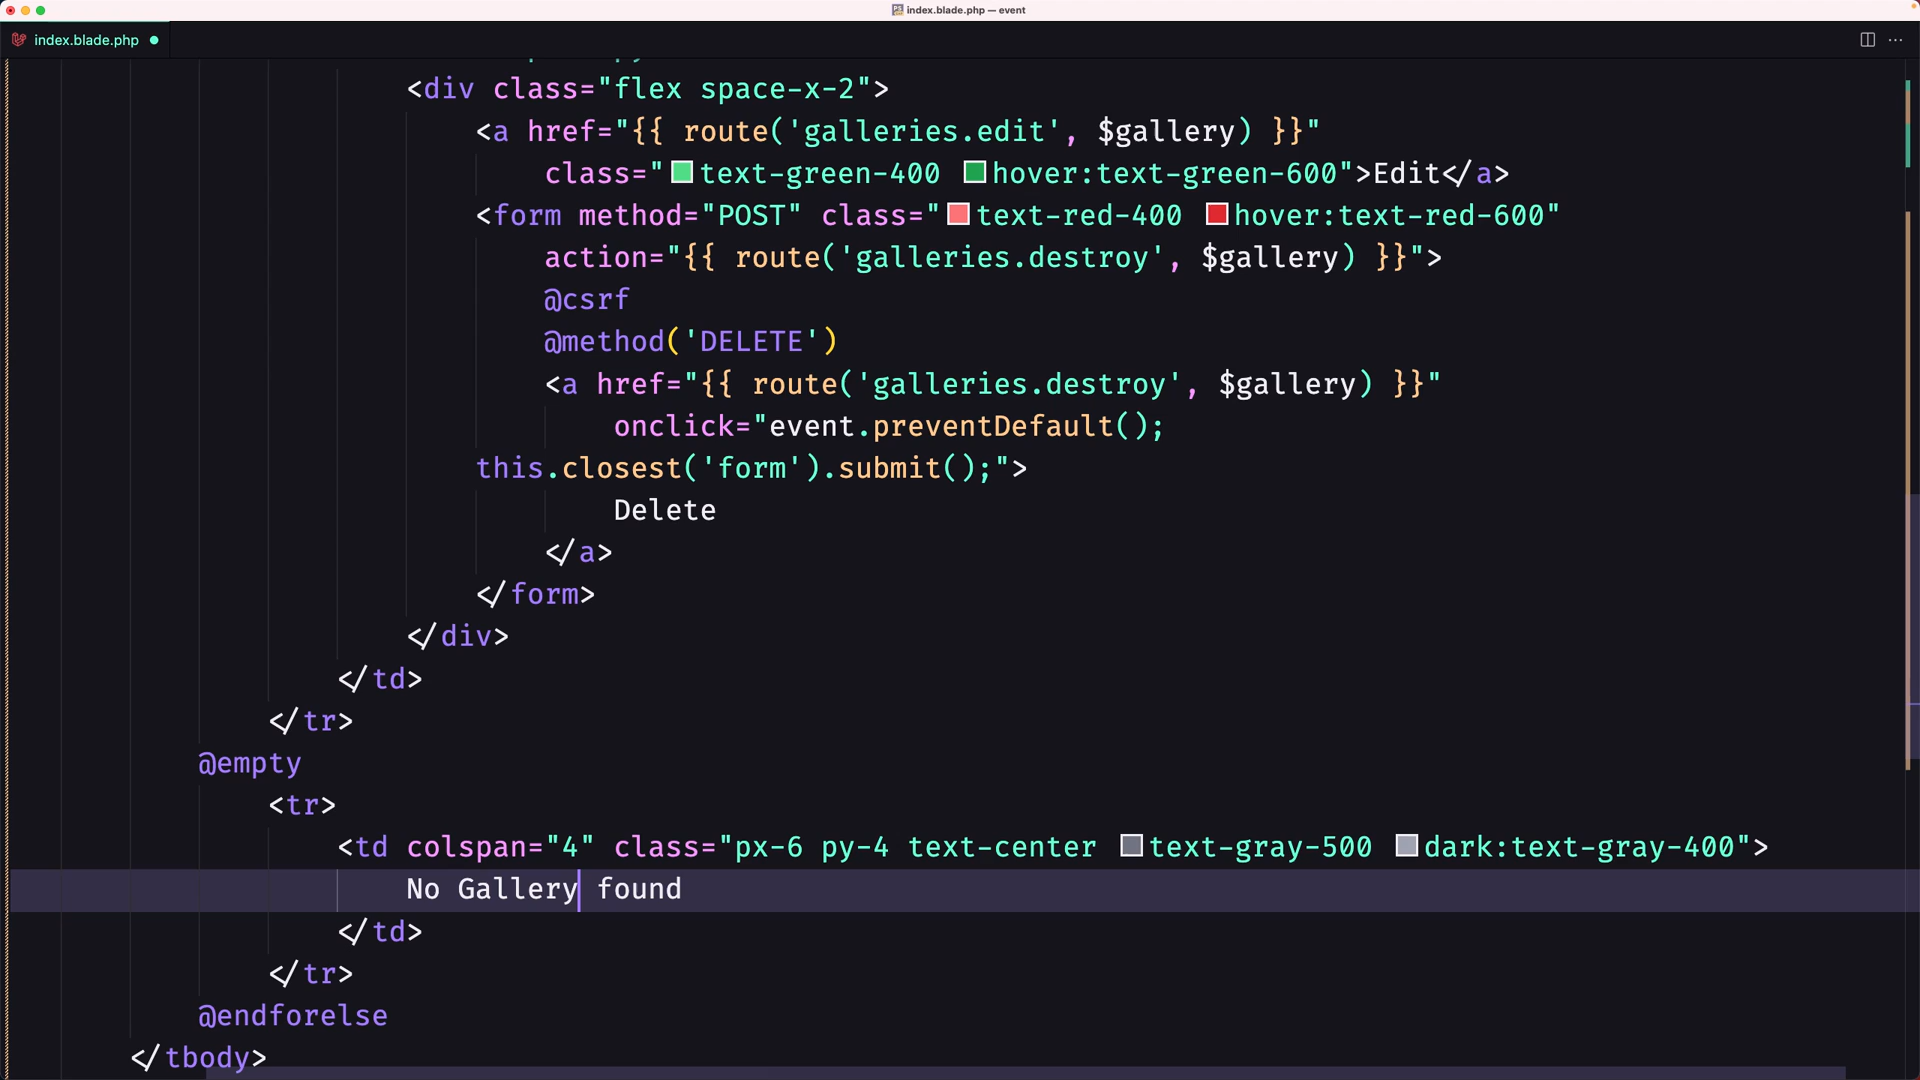 index.blade.php — event
index.blade.php
<div class="flex space-x-2">
<a href="{{ route('galleries.edit', $gallery) }}"
class="text-green-400 hover:text-green-600">Edit</a>
<form method="POST" class="text-red-400 hover:text-red-600"
action="{{ route('galleries.destroy', $gallery) }}">
@csrf
@method('DELETE')
<a href="{{ route('galleries.destroy', $gallery) }}"
onclick="event.preventDefault();
this.closest('form').submit();">
Delete
</a>
</form>
</div>
</td>
</tr>
@empty
<tr>
<td colspan="4" class="px-6 py-4 text-center text-gray-500 dark:text-gray-400">
No Gallery found
</td>
</tr>
@endforelse
</tbody>